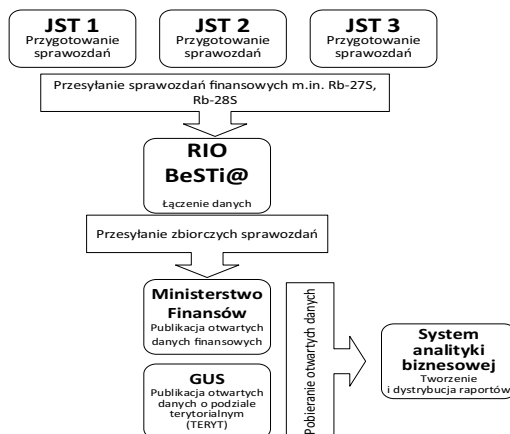 JST 1
Przygotowanie
sprawozdań
JST 2
Przygotowanie
sprawozdań
JST 3
Przygotowanie
sprawozdań
Przesyłanie sprawozdań finansowych m.in. Rb-27S,
Rb-28S
RIO
BeSTi@
Łączenie danych
Przesyłanie zbiorczych sprawozdań
Ministerstwo
Finansów
Publikacja otwartych
danych finansowych
GUS
Publikacja otwartych
danych o podziale
terytorialnym
(TERYT)
Pobieranie otwartych danych
System
analityki
biznesowej
Tworzenie
i dystrybucja raportów